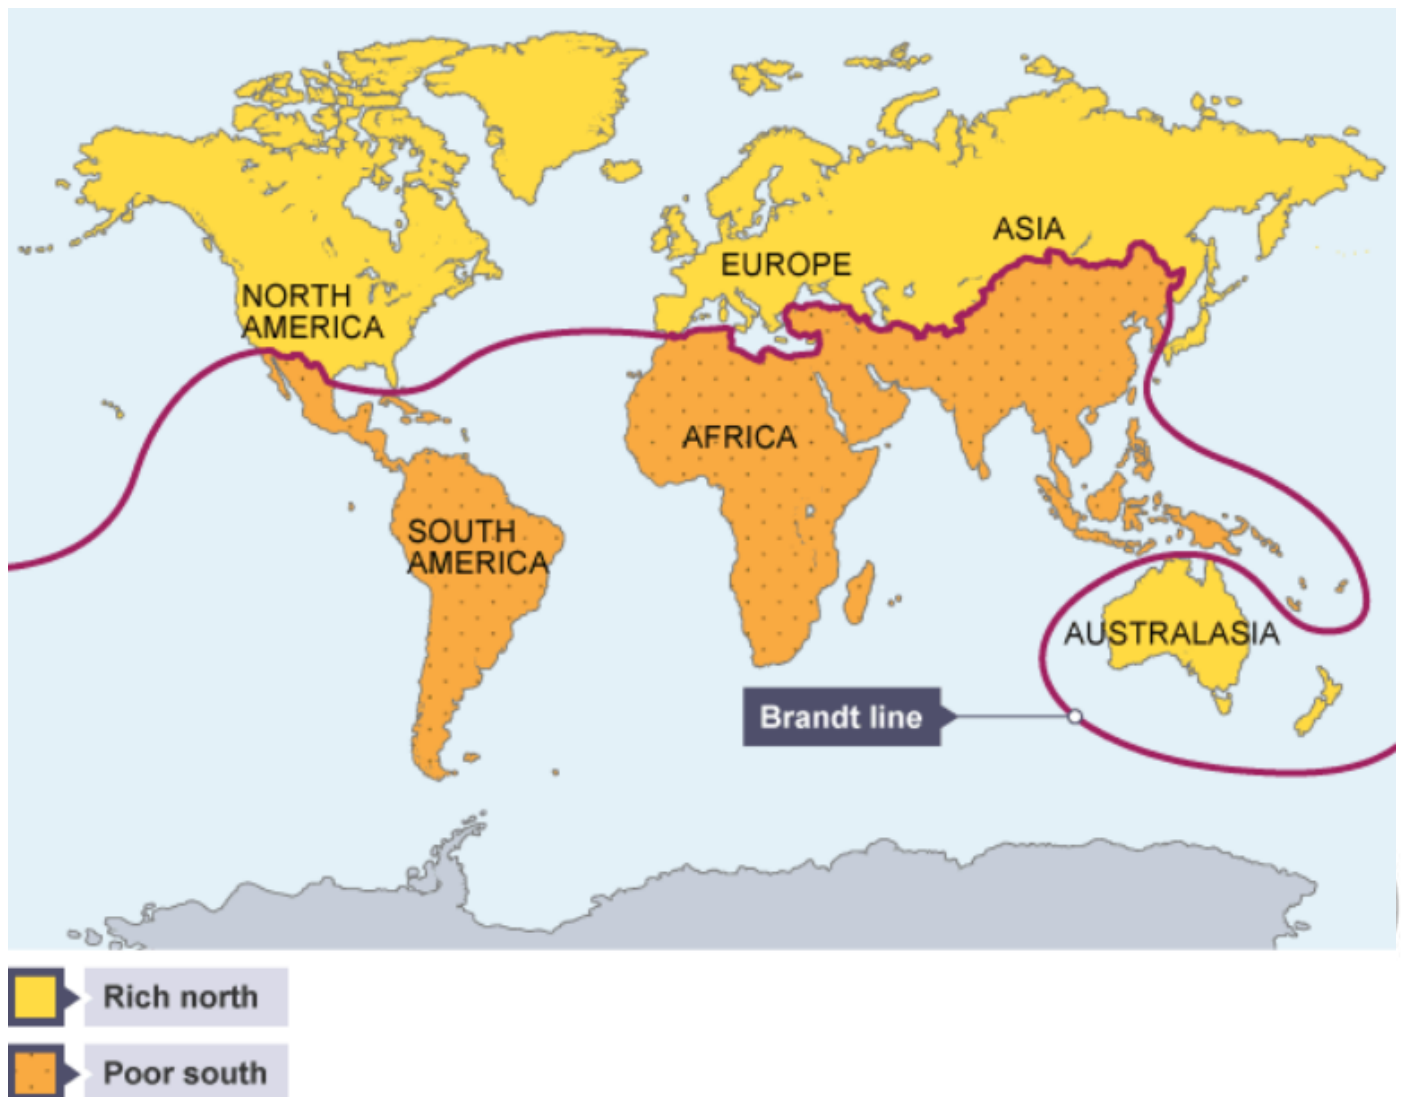 ASIA
EUROPE
NORTH
AMERICA
AFRICA
SOUTH
AMERICA
AUSTRALASIA
Brandt line
Rich north
Poor south